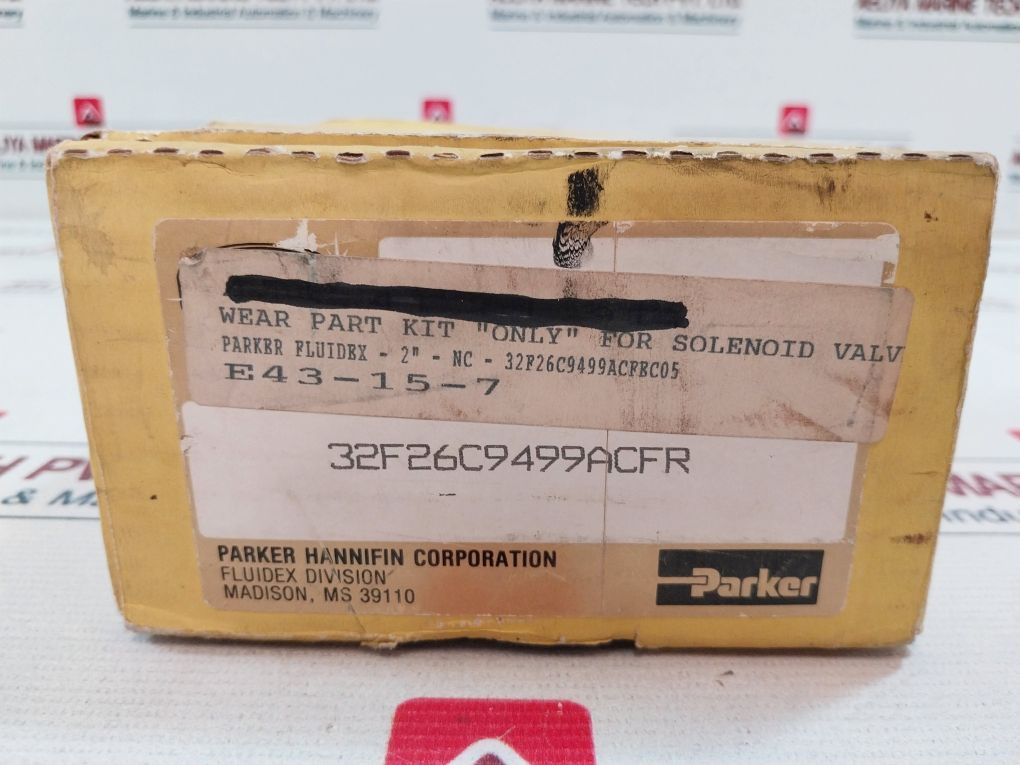 WEAR PART KIT "ONLY" FOR SOLENOID VALV
PARKER FLUIDEX - 2" - NC - 32F26C9499ACFBC05
E43-15-7
32F26C9499ACFR
PARKER HANNIFIN CORPORATION
FLUIDEX DIVISION
MADISON, MS 39110
Parker